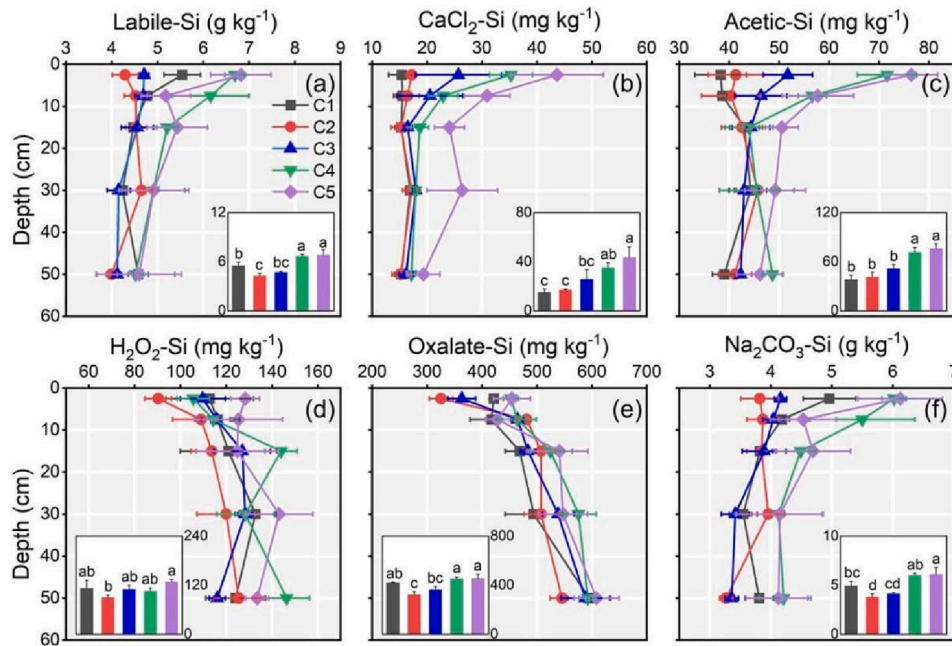 Labile-Si (g kg⁻¹)
3 4 5 6 7 8 9
CaCl₂-Si (mg kg⁻¹)
10 20 30 40 50 60
Acetic-Si (mg kg⁻¹)
30 40 50 60 70 80
Depth (cm)
0
10
20
30
40
50
60
(a)
C1
C2
C3
C4
C5
12
6
0
b c bc a a
(b)
80
40
0
c c bc ab a
(c)
120
60
0
b b b a a
H₂O₂-Si (mg kg⁻¹)
60 80 100 120 140 160
Oxalate-Si (mg kg⁻¹)
200 300 400 500 600 700
Na₂CO₃-Si (g kg⁻¹)
3 4 5 6 7
Depth (cm)
0
10
20
30
40
50
60
(d)
240
120
0
ab b ab ab a
(e)
800
400
0
ab c bc a a
(f)
10
5
0
bc d cd ab a